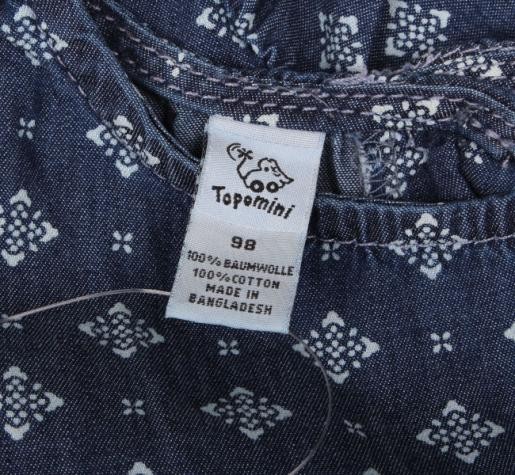 Topomini
98
100% BAUMWOLLE
100% COTTON
MADE IN
BANGLADESH